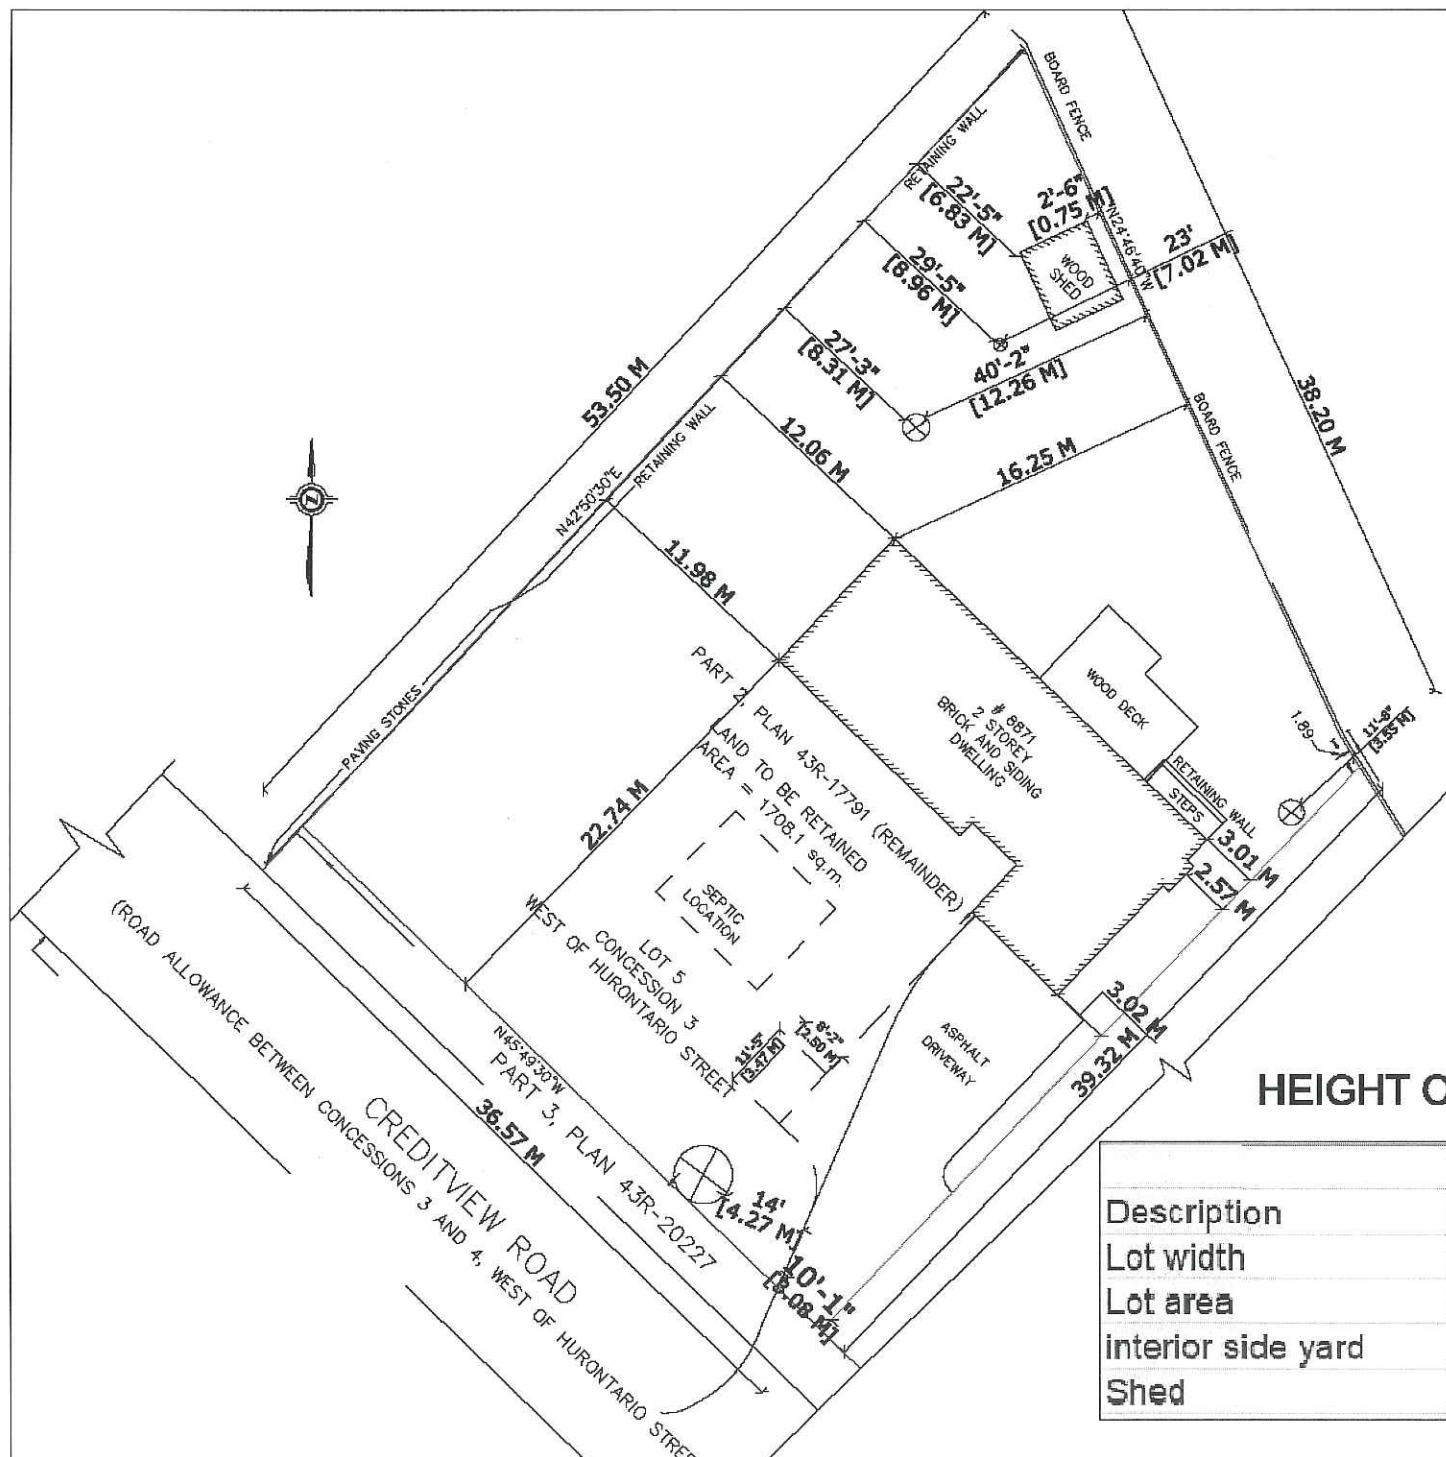 BOARD FENCE
RETAINING WALL
22'-5"
[6.83 M]
2'-6"
[0.75 M]
N24°46'40"W
23'
[7.02 M]
WOOD
SHED
29'-5"
[8.96 M]
27'-3"
[8.31 M]
40'-2"
[12.26 M]
53.50 M
38.20 M
BOARD FENCE
RETAINING WALL
12.06 M
16.25 M
N42°50'30"E
N
11.98 M
PAVING STONES
WOOD DECK
# 8871
2 STOREY
BRICK AND SIDING
DWELLING
1.89
11'-8"
[3.55 M]
RETAINING WALL
STEPS
3.01 M
2.57 M
PART 2, PLAN 43R-17791 (REMAINDER)
LAND TO BE RETAINED
AREA = 1708.1 sq.m.
22.74 M
SEPTIC
LOCATION
LOT 5
CONCESSION 3
WEST OF HURONTARIO STREET
11'-5"
[3.47 M]
8'-2"
[2.50 M]
ASPHALT
DRIVEWAY
3.02 M
39.32 M
N45°49'30"W
PART 3, PLAN 43R-20227
36.57 M
14'
[4.27 M]
10'-1"
[3.08 M]
CREDITVIEW ROAD
(ROAD ALLOWANCE BETWEEN CONCESSIONS 3 AND 4, WEST OF HURONTARIO STRE
HEIGHT
Description
Lot width
Lot area
interior side yard
Shed